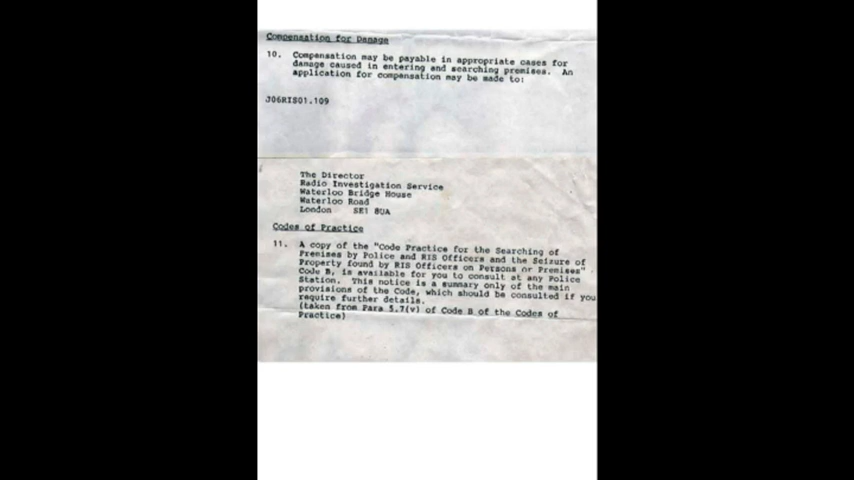 Compensation for Damage
10. Compensation may be payable in appropriate cases for
damage caused in entering and searching premises. An
application for compensation may be made to:
J06RIS01.109
The Director
Radio Investigation Service
Waterloo Bridge House
Waterloo Road
London SE1 8UA
Codes of Practice
11. A copy of the "Code Practice for the Searching of
Premises by Police and RIS Officers and the Seizure of
Property found by RIS Officers on Persons or Premises"
Code B, is available for you to consult at any Police
Station. This notice is a summary only of the main
provisions of the Code, which should be consulted if you
require further details.
(taken from Para 5.7(v) of Code B of the Codes of
Practice)